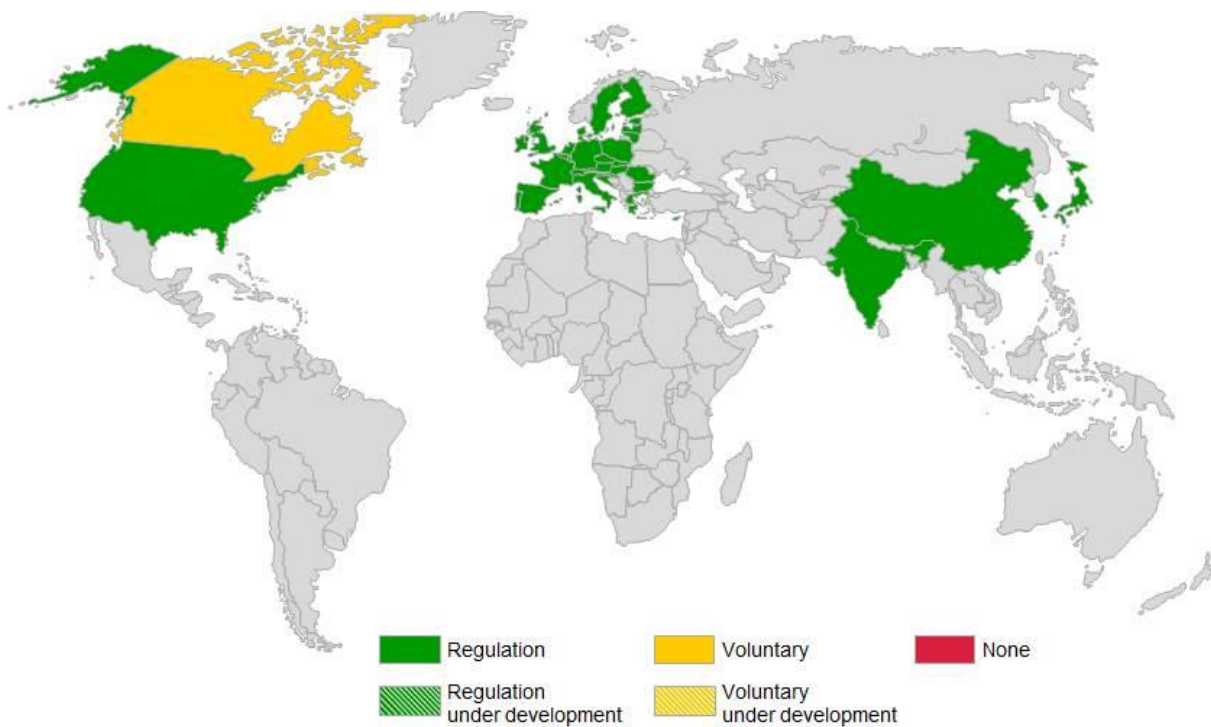 Regulation
Voluntary
None
Regulation
under development
Voluntary
under development